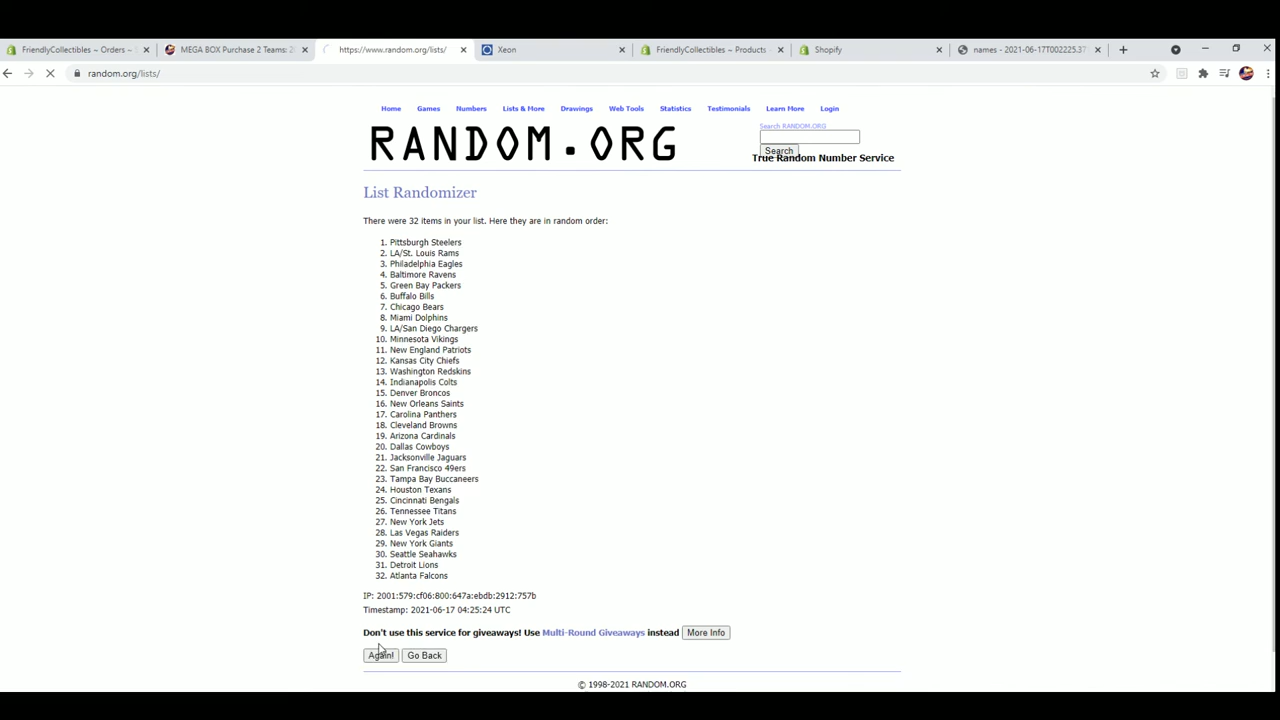 FriendlyCollectibles ~ Orders ~
MEGA BOX Purchase 2 Teams: 2
https://www.random.org/lists/
Xeon
FriendlyCollectibles ~ Products ~
Shopify
names - 2021-06-17T002225.37
random.org/lists/
Home Games Numbers Lists & More Drawings Web Tools Statistics Testimonials Learn More Login
RANDOM.ORG
Search RANDOM.ORG
Search
True Random Number Service
List Randomizer
There were 32 items in your list. Here they are in random order:
1. Pittsburgh Steelers
2. LA/St. Louis Rams
3. Philadelphia Eagles
4. Baltimore Ravens
5. Green Bay Packers
6. Buffalo Bills
7. Chicago Bears
8. Miami Dolphins
9. LA/San Diego Chargers
10. Minnesota Vikings
11. New England Patriots
12. Kansas City Chiefs
13. Washington Redskins
14. Indianapolis Colts
15. Denver Broncos
16. New Orleans Saints
17. Carolina Panthers
18. Cleveland Browns
19. Arizona Cardinals
20. Dallas Cowboys
21. Jacksonville Jaguars
22. San Francisco 49ers
23. Tampa Bay Buccaneers
24. Houston Texans
25. Cincinnati Bengals
26. Tennessee Titans
27. New York Jets
28. Las Vegas Raiders
29. New York Giants
30. Seattle Seahawks
31. Detroit Lions
32. Atlanta Falcons
IP: 2001:579:cf06:800:647a:ebdb:2912:757b
Timestamp: 2021-06-17 04:25:24 UTC
Don't use this service for giveaways! Use Multi-Round Giveaways instead More Info
Again! Go Back
© 1998-2021 RANDOM.ORG